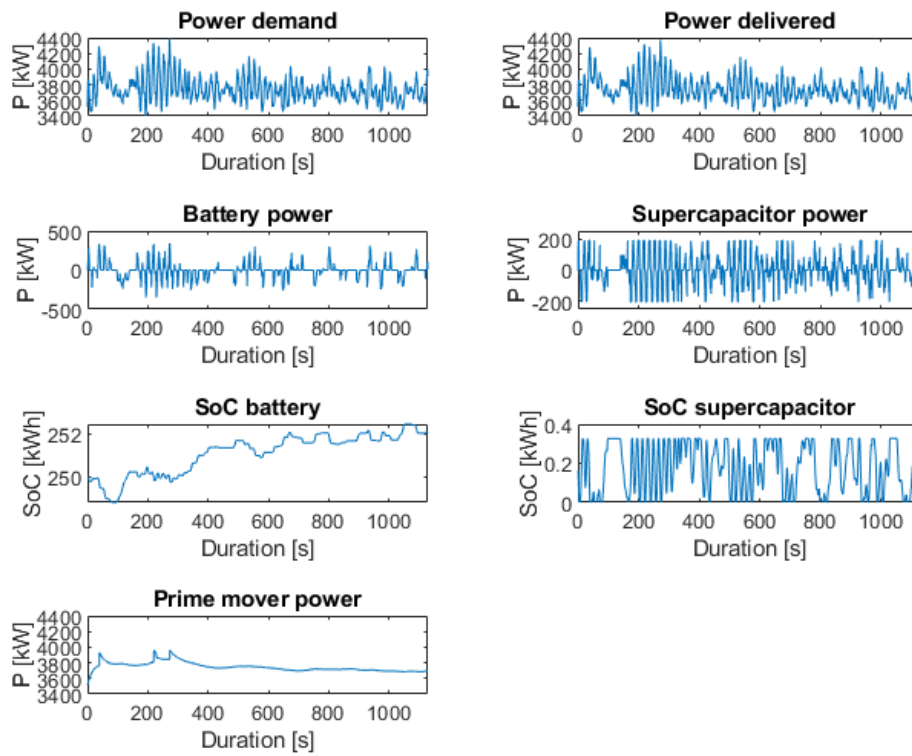 Power demand
P [kW]
4400
4200
4000
3800
3600
3400
0 200 400 600 800 1000
Duration [s]
Power delivered
P [kW]
4400
4200
4000
3800
3600
3400
0 200 400 600 800 1000
Duration [s]
Battery power
P [kW]
500
0
-500
0 200 400 600 800 1000
Duration [s]
Supercapacitor power
P [kW]
200
0
-200
0 200 400 600 800 1000
Duration [s]
SoC battery
SoC [kWh]
252
250
0 200 400 600 800 1000
Duration [s]
SoC supercapacitor
SoC [kWh]
0.4
0.2
0
0 200 400 600 800 1000
Duration [s]
Prime mover power
P [kW]
4400
4200
4000
3800
3600
3400
0 200 400 600 800 1000
Duration [s]